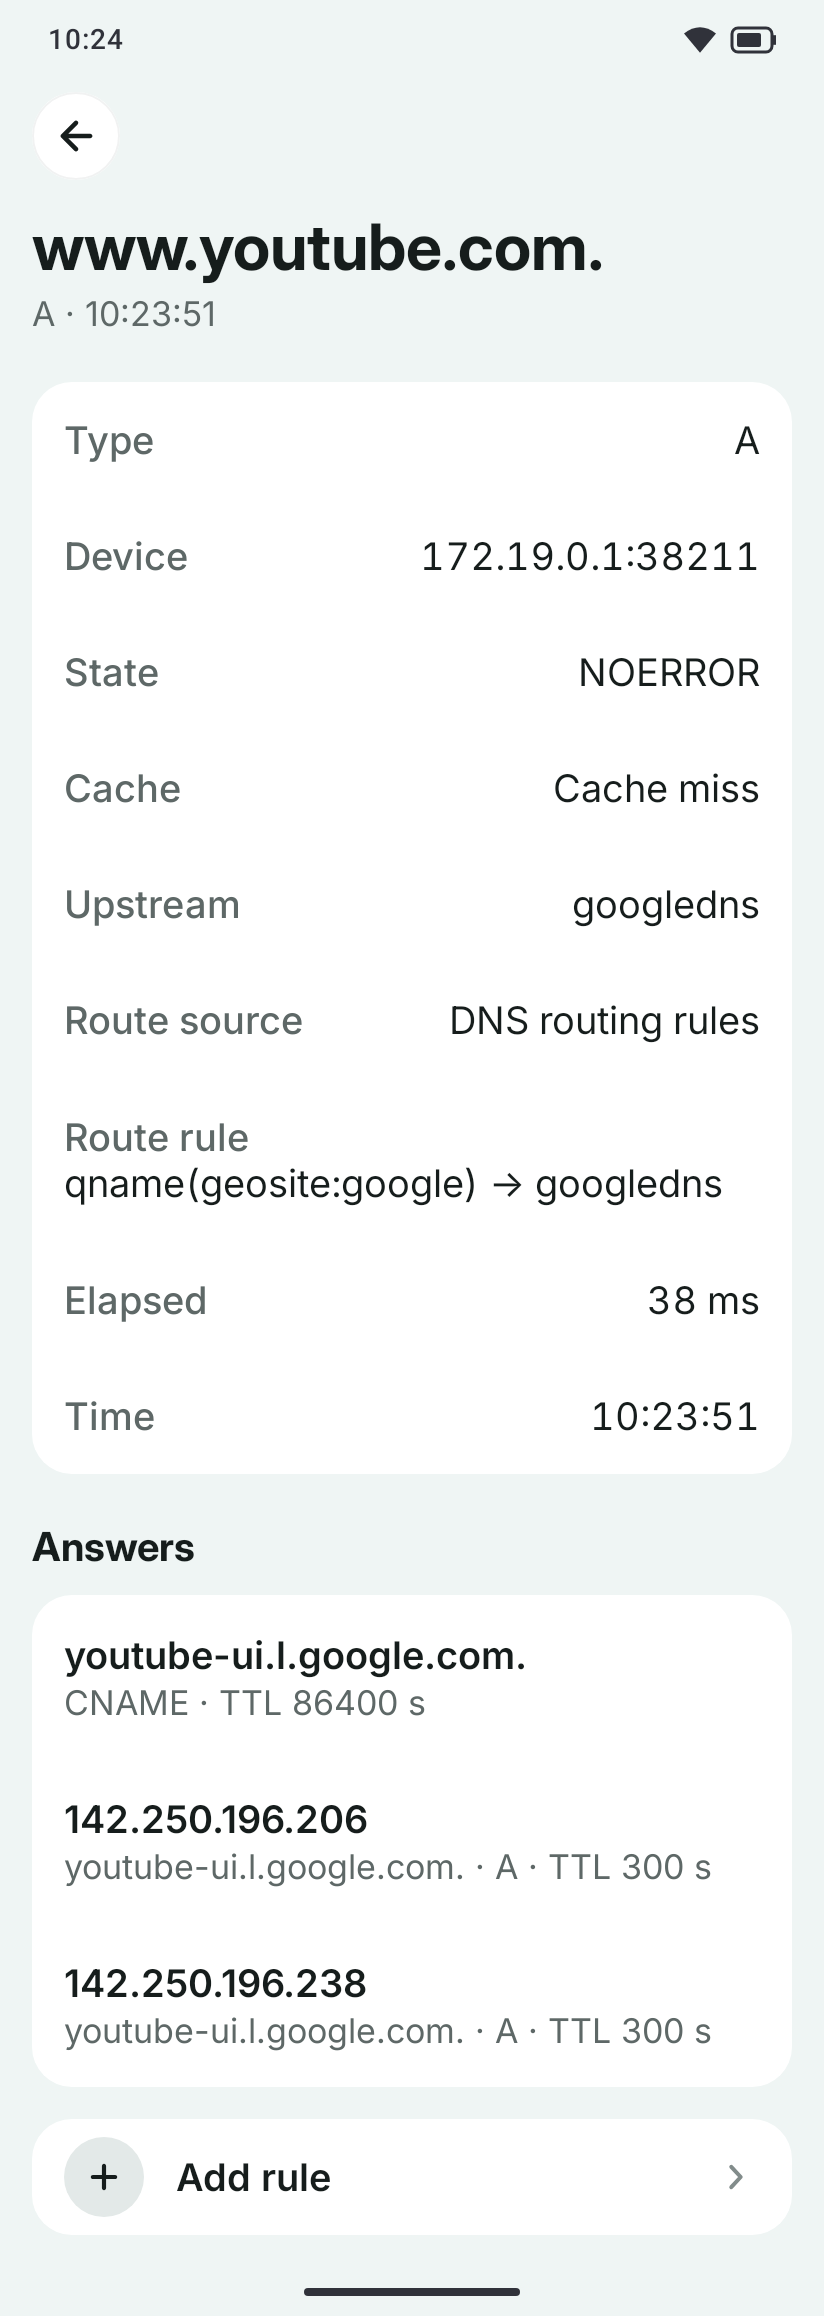 10:24
www.youtube.com.
A · 10:23:51
Type A
Device 172.19.0.1:38211
State NOERROR
Cache Cache miss
Upstream googledns
Route source DNS routing rules
Route rule
qname(geosite:google) → googledns
Elapsed 38 ms
Time 10:23:51
Answers
youtube-ui.l.google.com.
CNAME · TTL 86400 s
142.250.196.206
youtube-ui.l.google.com. · A · TTL 300 s
142.250.196.238
youtube-ui.l.google.com. · A · TTL 300 s
Add rule